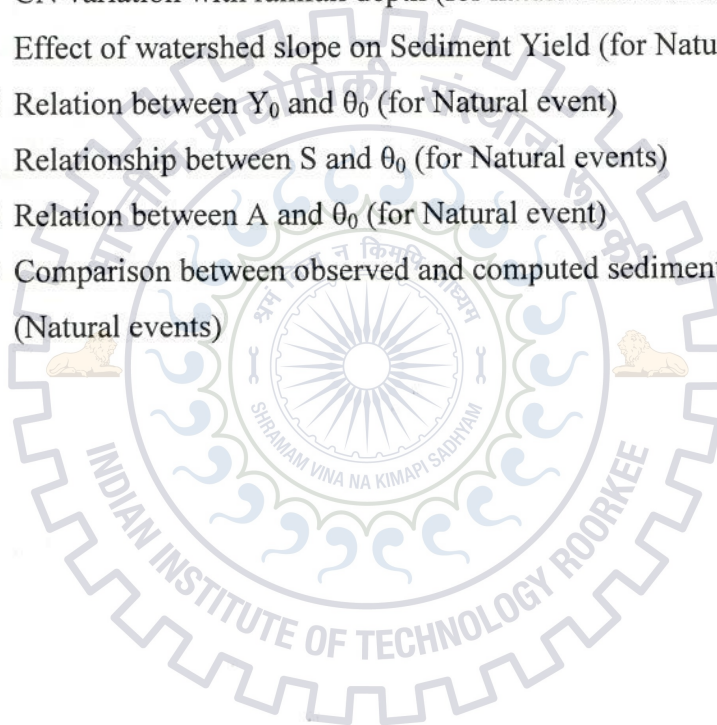 CN variation with rainfall depth (for natural
Effect of watershed slope on Sediment Yield (for Natu
Relation between Y₀ and θ₀ (for Natural event)
Relationship between S and θ₀ (for Natural events)
Relation between A and θ₀ (for Natural event)
Comparison between observed and computed sediment
(Natural events)
भारतीय प्रौद्योगिकी संस्थान रुड़की
श्रमं विना न किमपि साध्यम्
SHRAMAM VINA NA KIMAPI SADHYAM
INDIAN INSTITUTE OF TECHNOLOGY ROORKEE